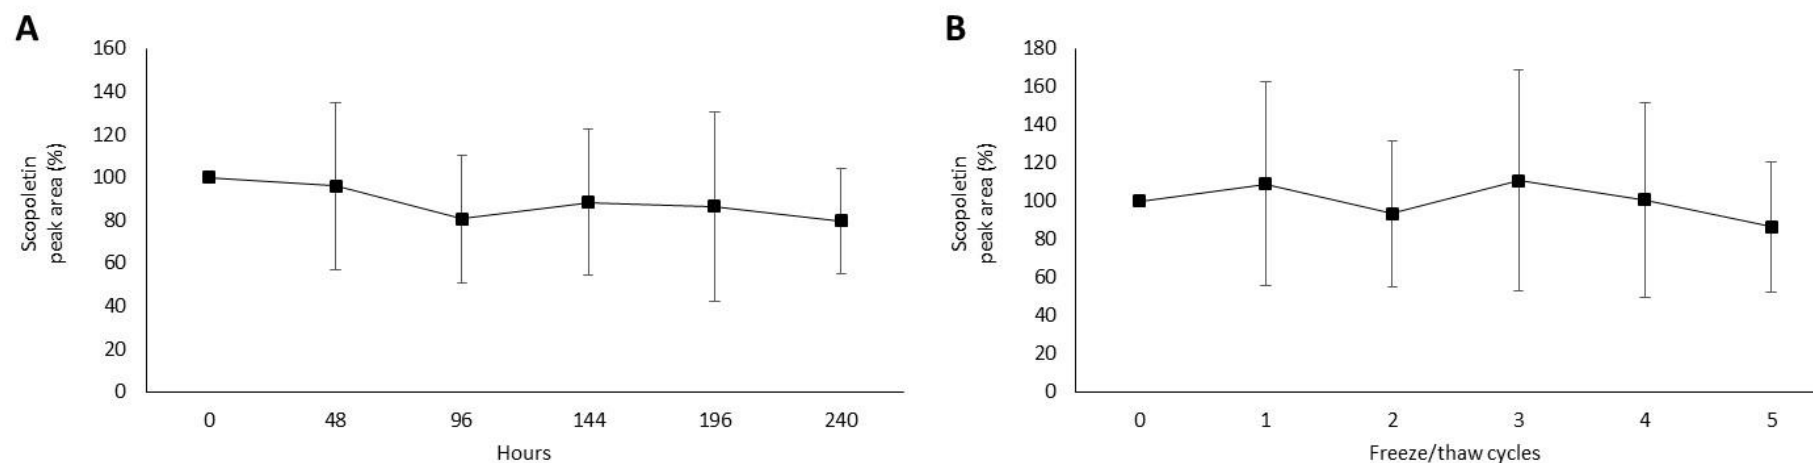 A
160
140
120
100
80
60
40
20
0
Scopoletin
peak area (%)
0 48 96 144 196 240
Hours
B
180
160
140
120
100
80
60
40
20
0
Scopoletin
peak area (%)
0 1 2 3 4 5
Freeze/thaw cycles